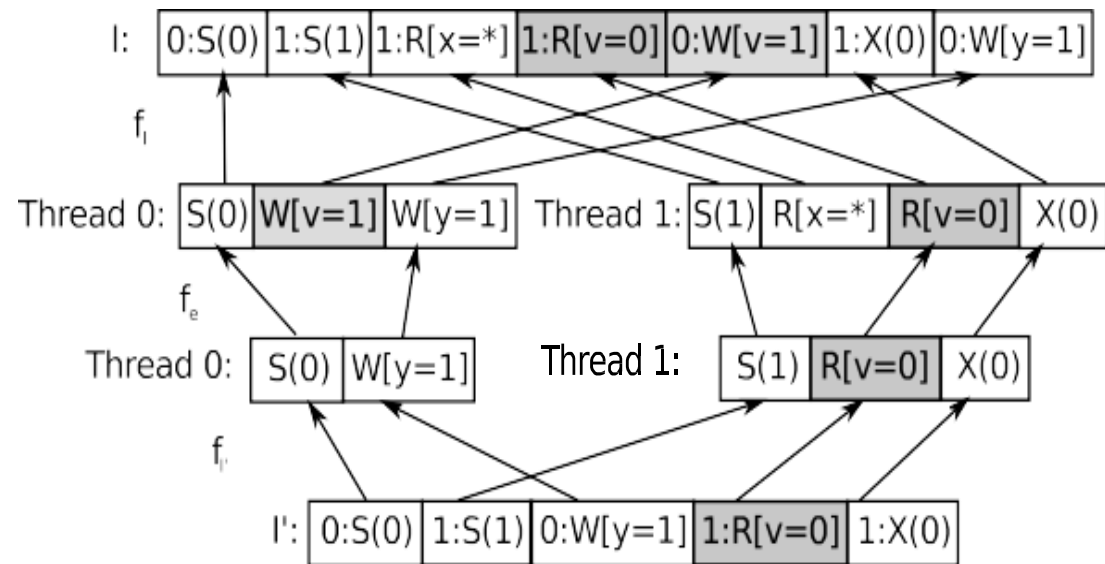 I: 0:S(0) 1:S(1) 1:R[x=*] 1:R[v=0] 0:W[v=1] 1:X(0) 0:W[y=1]
fI
Thread 0: S(0) W[v=1] W[y=1] Thread 1: S(1) R[x=*] R[v=0] X(0)
fe
Thread 0: S(0) W[y=1] Thread 1: S(1) R[v=0] X(0)
fI'
I': 0:S(0) 1:S(1) 0:W[y=1] 1:R[v=0] 1:X(0)